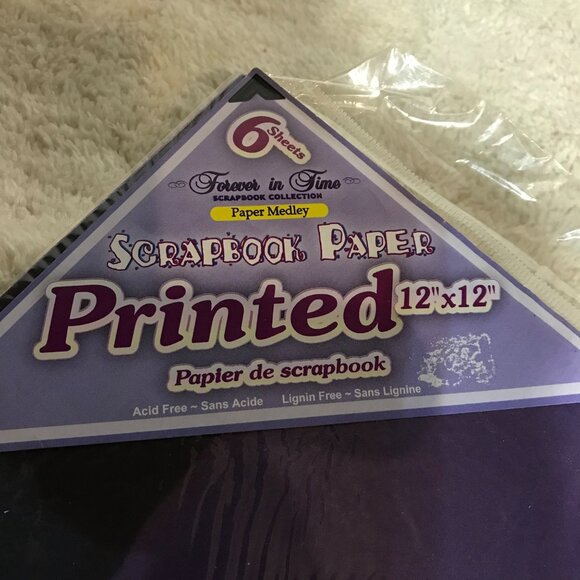 6
Sheets
Forever in Time
SCRAPBOOK COLLECTION
Paper Medley
SCRAPBOOK PAPER
Printed 12"x12"
Papier de scrapbook
Acid Free ~ Sans Acide Lignin Free ~ Sans Lignine